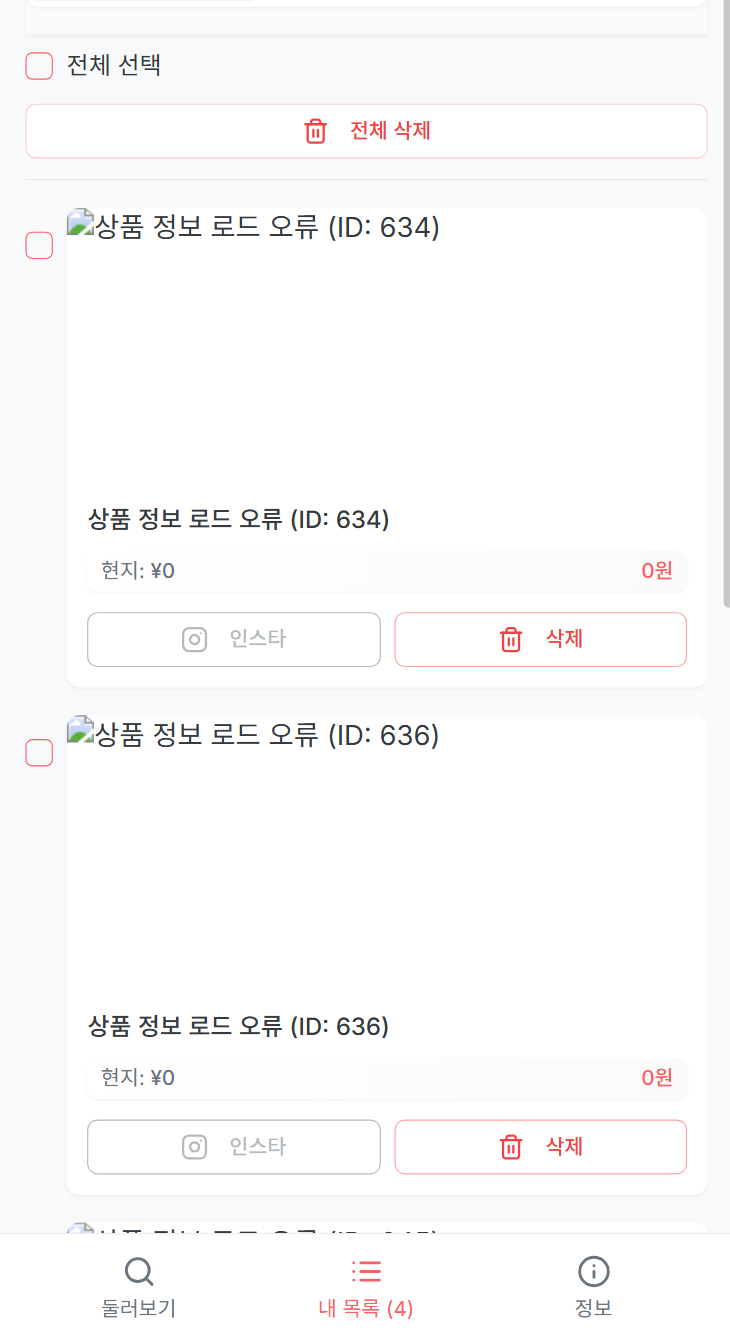 전체 선택
전체 삭제
상품 정보 로드 오류 (ID: 634)
상품 정보 로드 오류 (ID: 634)
현지: ¥0 0원
인스타 삭제
상품 정보 로드 오류 (ID: 636)
상품 정보 로드 오류 (ID: 636)
현지: ¥0 0원
인스타 삭제
둘러보기 내 목록 (4) 정보